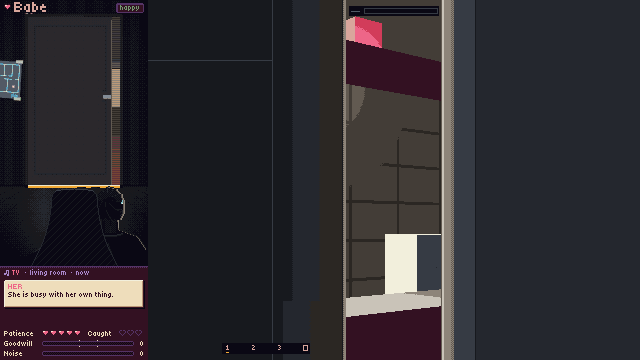 Babe
happy
TV · living room · now
HER
She is busy with her own thing.
Patience
Caught
Goodwill 0
Noise 0
1 2 3